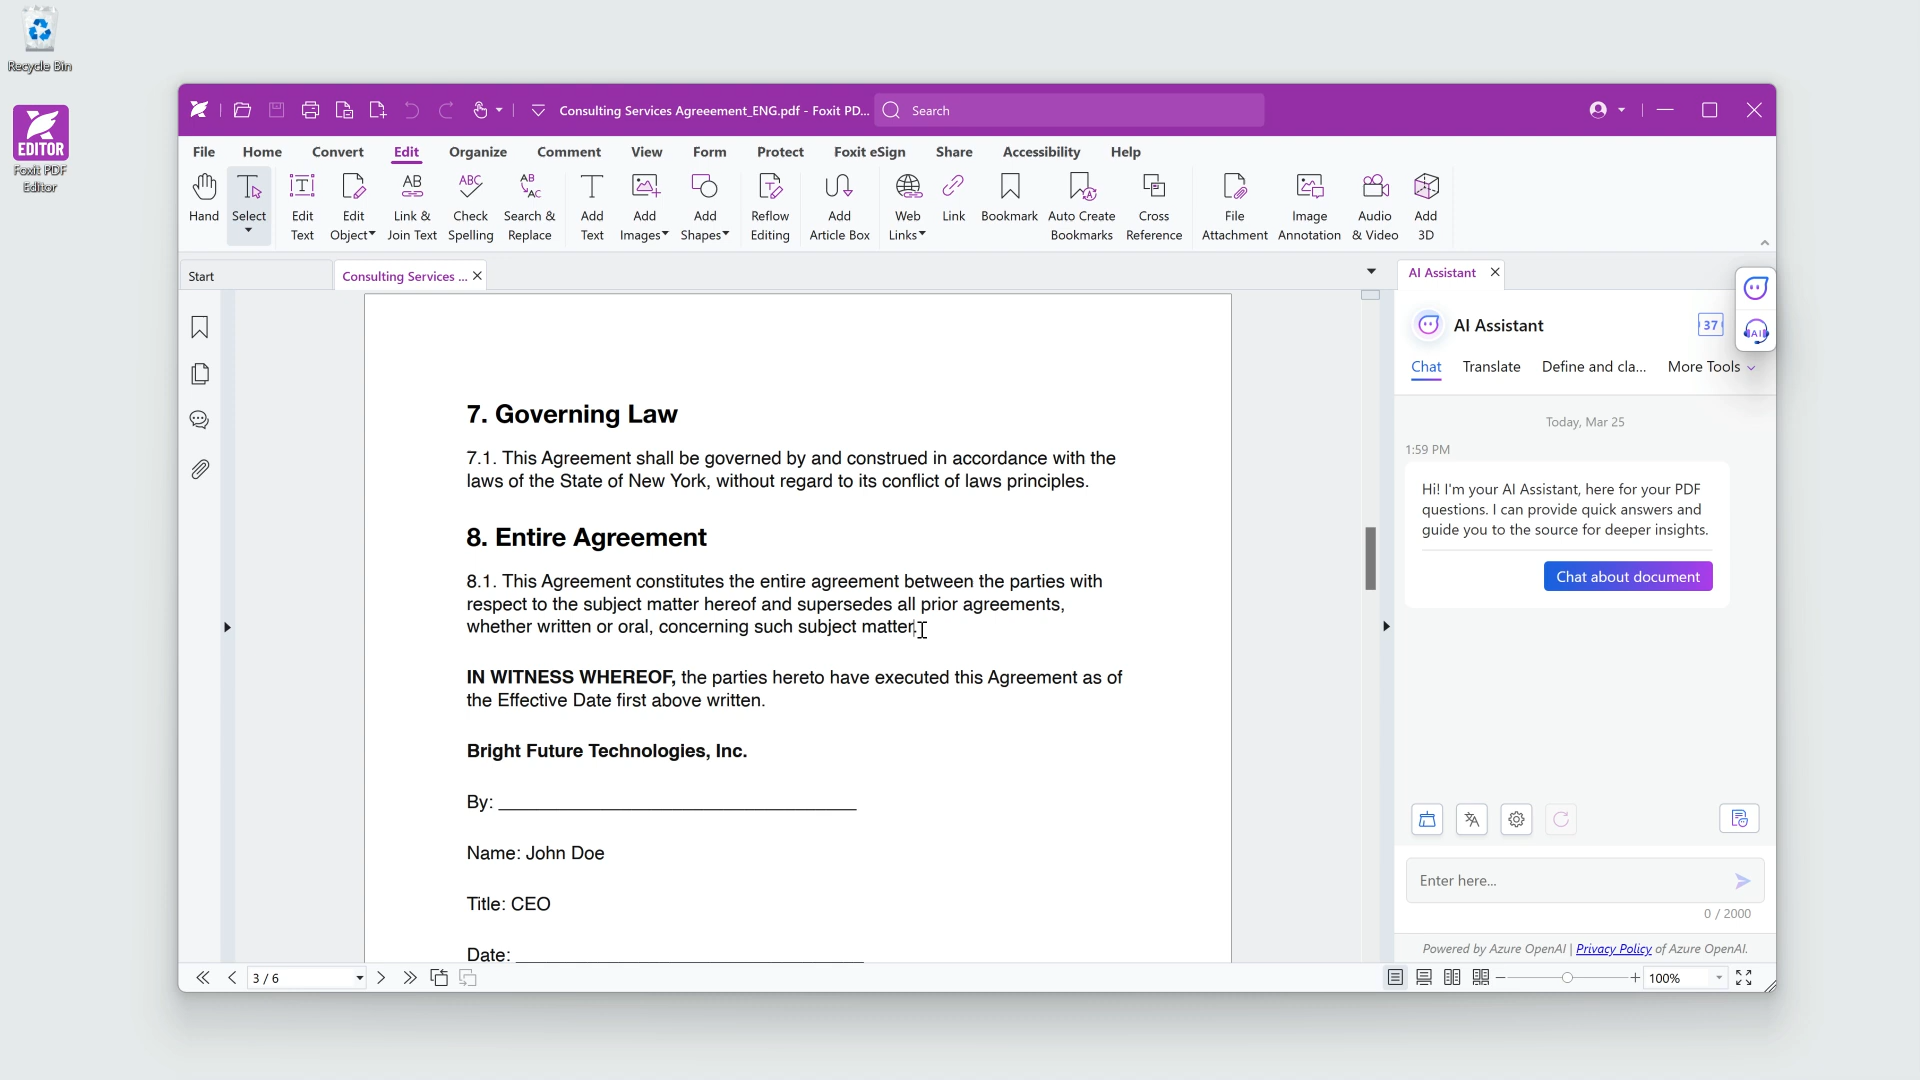 Recycle Bin
EDITOR
Foxit PDF
Editor
Consulting Services Agreeement_ENG.pdf - Foxit PD...
Search
File Home Convert Edit Organize Comment View Form Protect Foxit eSign Share Accessibility Help
Hand
Select
Edit
Text
Edit
Object
AB
Link &
Join Text
ABC
Check
Spelling
AB
AC
Search &
Replace
Add
Text
Add
Images
Add
Shapes
Reflow
Editing
Add
Article Box
Web
Links
Link
Bookmark
Auto Create
Bookmarks
Cross
Reference
File
Attachment
Image
Annotation
Audio
& Video
Add
3D
Start
Consulting Services ...
7. Governing Law
7.1. This Agreement shall be governed by and construed in accordance with the
laws of the State of New York, without regard to its conflict of laws principles.
8. Entire Agreement
8.1. This Agreement constitutes the entire agreement between the parties with
respect to the subject matter hereof and supersedes all prior agreements,
whether written or oral, concerning such subject matter.
IN WITNESS WHEREOF, the parties hereto have executed this Agreement as of
the Effective Date first above written.
Bright Future Technologies, Inc.
By:
Name: John Doe
Title: CEO
Date:
AI Assistant
AI Assistant
37
AI
Chat Translate Define and cla... More Tools
Today, Mar 25
1:59 PM
Hi! I'm your AI Assistant, here for your PDF
questions. I can provide quick answers and
guide you to the source for deeper insights.
Chat about document
Enter here...
0 / 2000
Powered by Azure OpenAI | Privacy Policy of Azure OpenAI.
3 / 6
100%